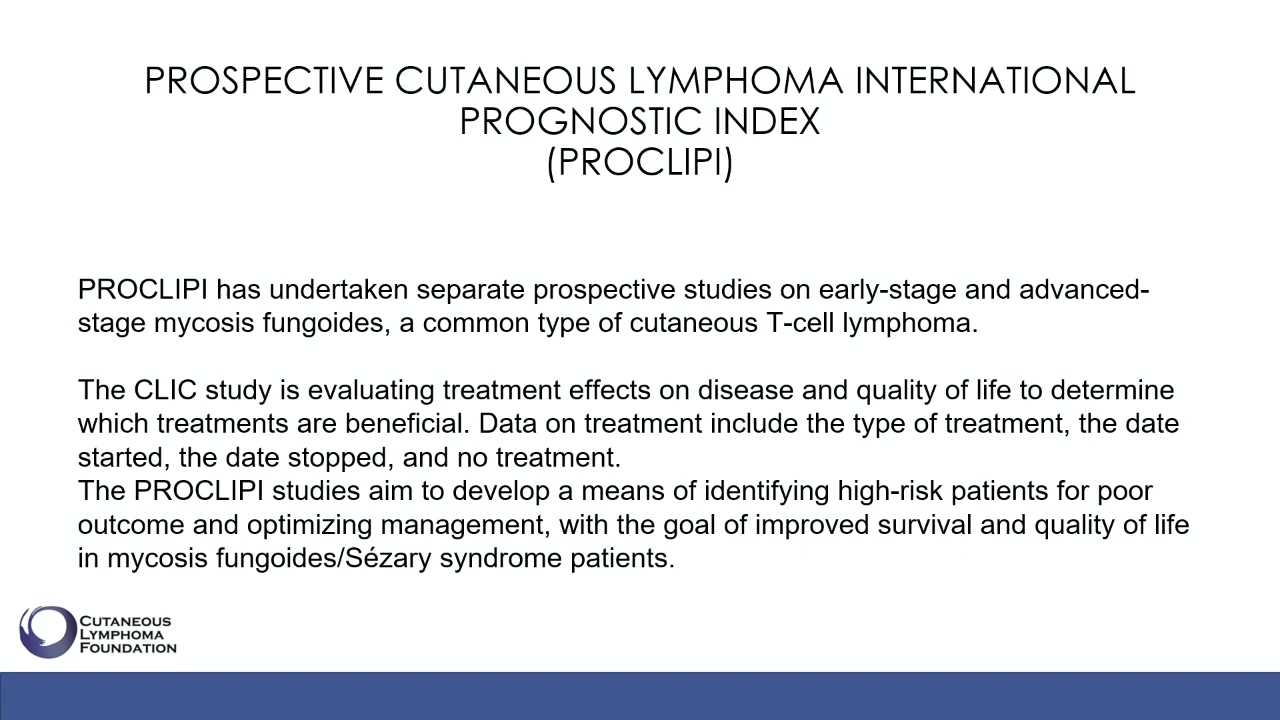 PROSPECTIVE CUTANEOUS LYMPHOMA INTERNATIONAL
PROGNOSTIC INDEX
(PROCLIPI)
PROCLIPI has undertaken separate prospective studies on early-stage and advanced-
stage mycosis fungoides, a common type of cutaneous T-cell lymphoma.
The CLIC study is evaluating treatment effects on disease and quality of life to determine
which treatments are beneficial. Data on treatment include the type of treatment, the date
started, the date stopped, and no treatment.
The PROCLIPI studies aim to develop a means of identifying high-risk patients for poor
outcome and optimizing management, with the goal of improved survival and quality of life
in mycosis fungoides/Sézary syndrome patients.
CUTANEOUS
LYMPHOMA
FOUNDATION